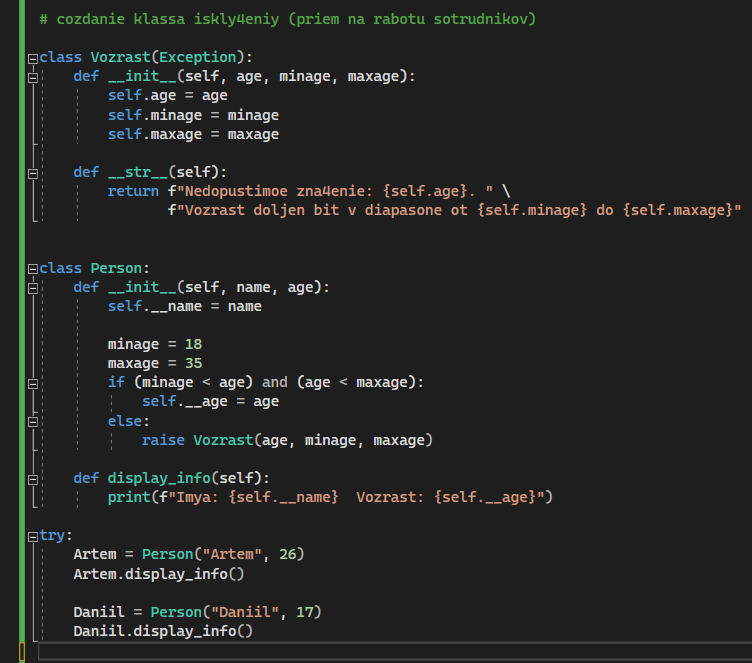 # cozdanie klassa iskly4eniy (priem na rabotu sotrudnikov)
class Vozrast(Exception):
    def __init__(self, age, minage, maxage):
        self.age = age
        self.minage = minage
        self.maxage = maxage
    def __str__(self):
        return f"Nedopustimoe zna4enie: {self.age}. " \
               f"Vozrast doljen bit v diapasone ot {self.minage} do {self.maxage}"
class Person:
    def __init__(self, name, age):
        self.__name = name
        minage = 18
        maxage = 35
        if (minage < age) and (age < maxage):
            self.__age = age
        else:
            raise Vozrast(age, minage, maxage)
    def display_info(self):
        print(f"Imya: {self.__name}  Vozrast: {self.__age}")
try:
    Artem = Person("Artem", 26)
    Artem.display_info()
    Daniil = Person("Daniil", 17)
    Daniil.display_info()